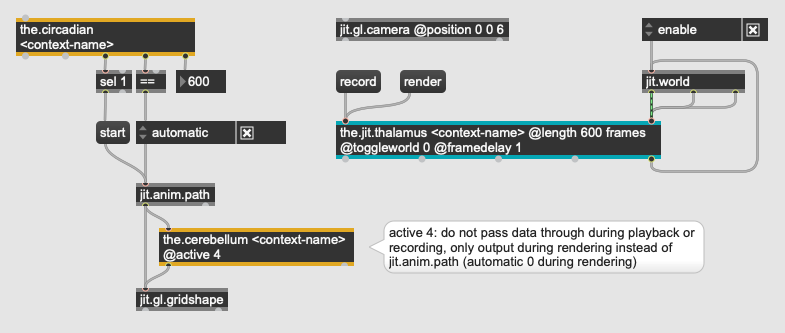 the.circadian
<context-name>
jit.gl.camera @position 0 0 6
enable
sel 1
==
600
record
render
jit.world
start
automatic
the.jit.thalamus <context-name> @length 600 frames
@toggleworld 0 @framedelay 1
jit.anim.path
the.cerebellum <context-name>
@active 4
active 4: do not pass data through during playback or
recording, only output during rendering instead of
jit.anim.path (automatic 0 during rendering)
jit.gl.gridshape